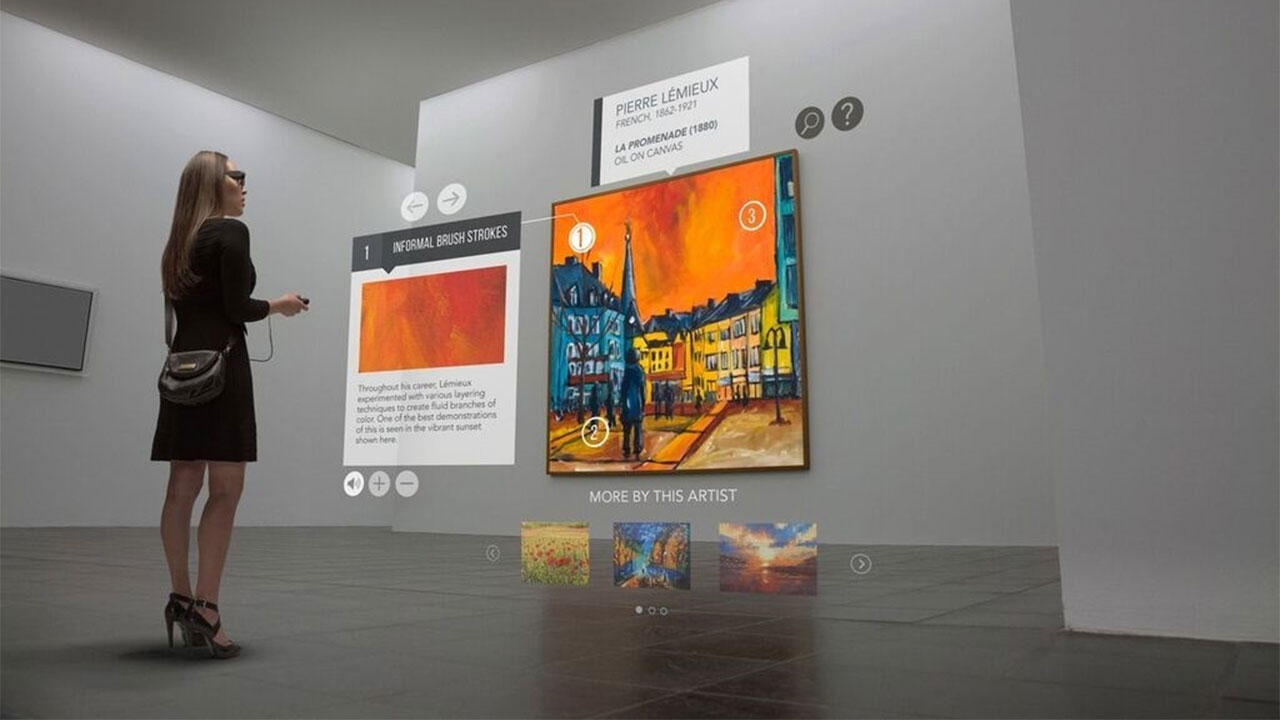 PIERRE LÉMIEUX
FRENCH, 1862-1921
LA PROMENADE (1880)
OIL ON CANVAS
?
1 INFORMAL BRUSH STROKES
Throughout his career, Lémieux
experimented with various layering
techniques to create fluid branches of
color. One of the best demonstrations
of this is seen in the vibrant sunset
shown here.
1
3
2
MORE BY THIS ARTIST